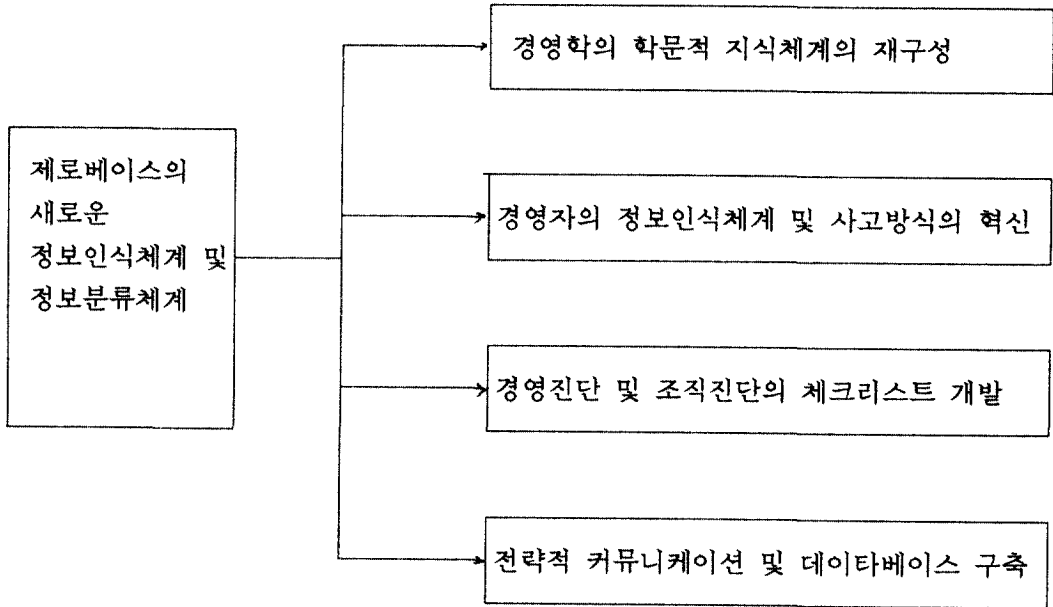 제로베이스의
새로운
정보인식체계 및
정보분류체계
경영학의 학문적 지식체계의 재구성
경영자의 정보인식체계 및 사고방식의 혁신
경영진단 및 조직진단의 체크리스트 개발
전략적 커뮤니케이션 및 데이타베이스 구축